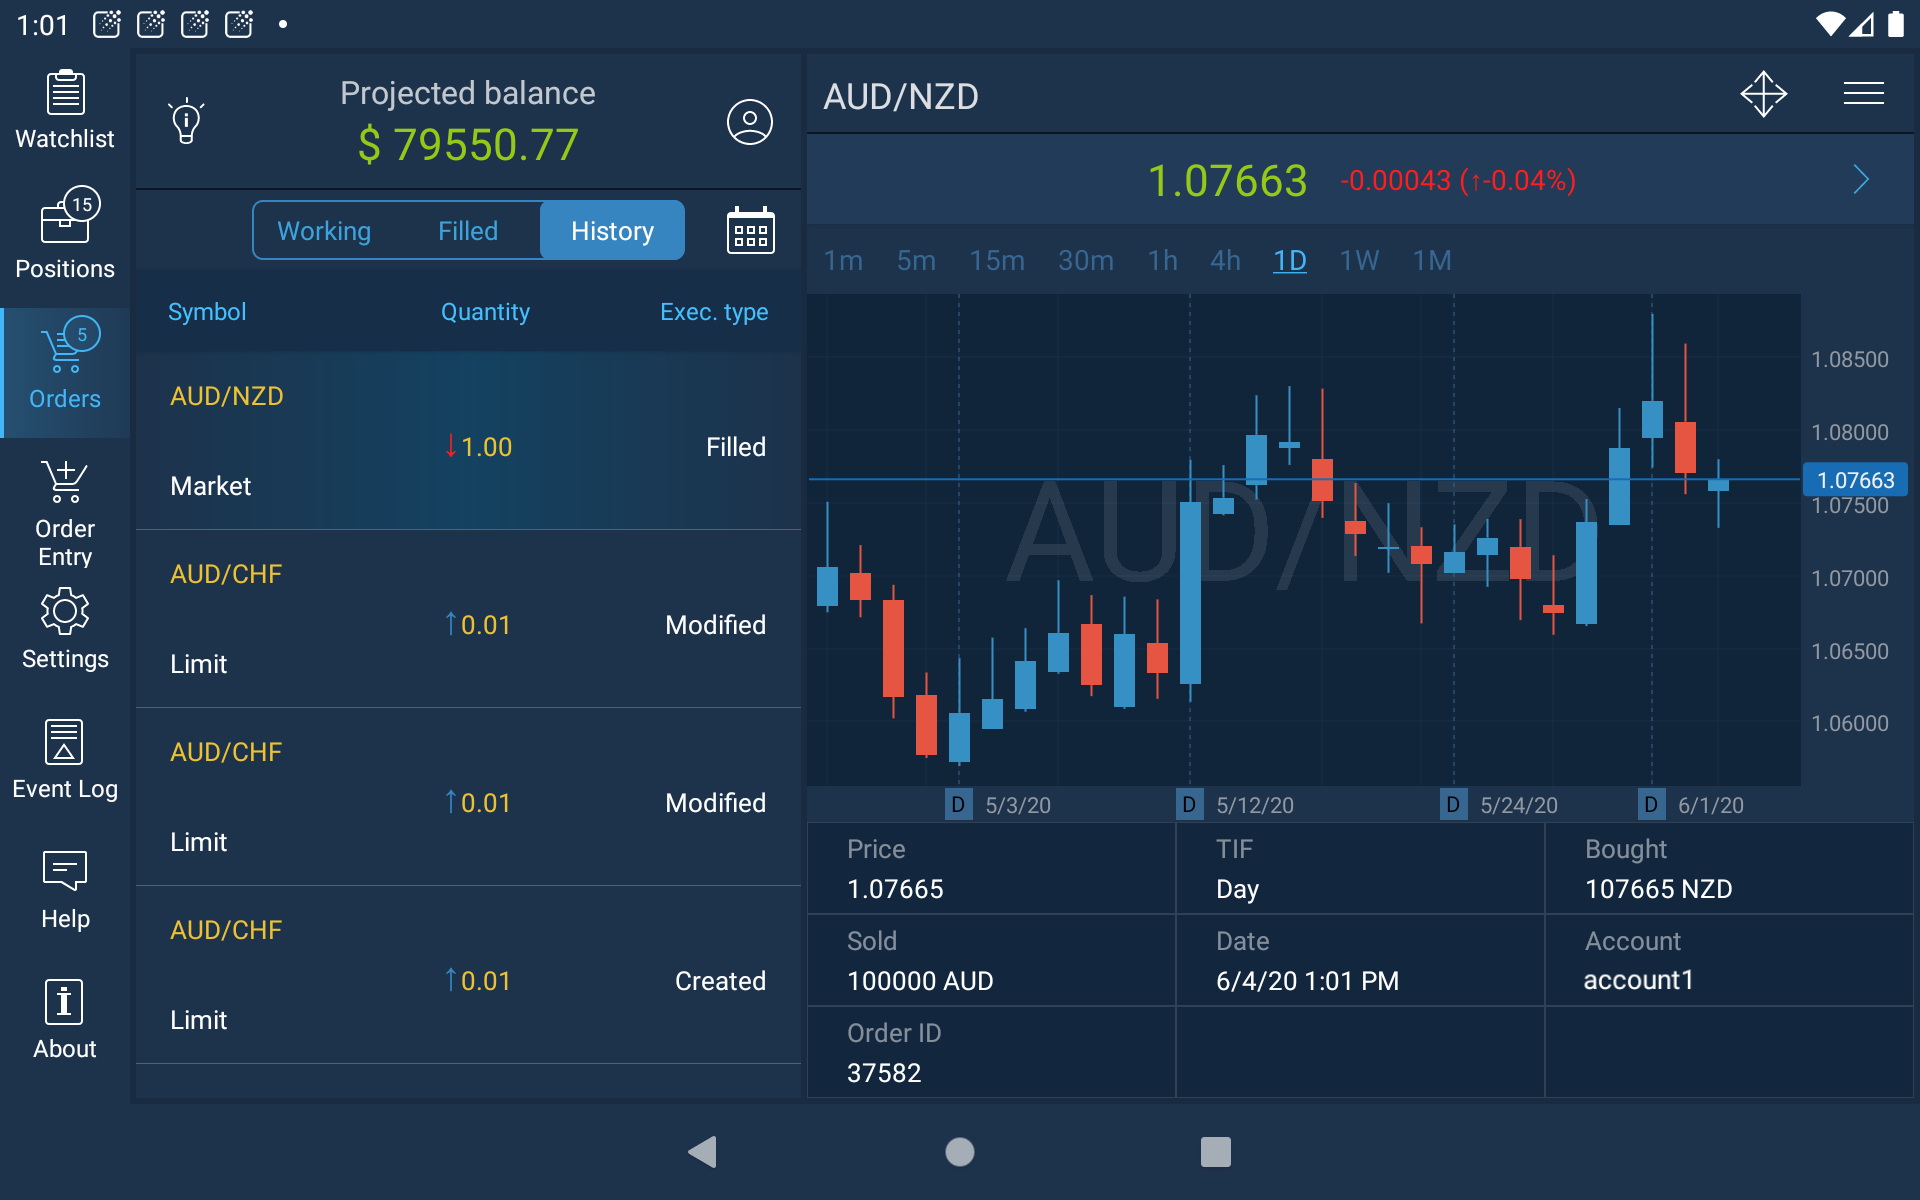 1:01
Watchlist
15
Positions
5
Orders
Order
Entry
Settings
Event Log
Help
About
Projected balance
$ 79550.77
Working Filled History
Symbol Quantity Exec. type
AUD/NZD
↓1.00 Filled
Market
AUD/CHF
↑0.01 Modified
Limit
AUD/CHF
↑0.01 Modified
Limit
AUD/CHF
↑0.01 Created
Limit
AUD/NZD
1.07663 -0.00043 (↑-0.04%)
1m 5m 15m 30m 1h 4h 1D 1W 1M
AUD/NZD
1.08500
1.08000
1.07663
1.07500
1.07000
1.06500
1.06000
D 5/3/20 D 5/12/20 D 5/24/20 D 6/1/20
Price TIF Bought
1.07665 Day 107665 NZD
Sold Date Account
100000 AUD 6/4/20 1:01 PM account1
Order ID
37582